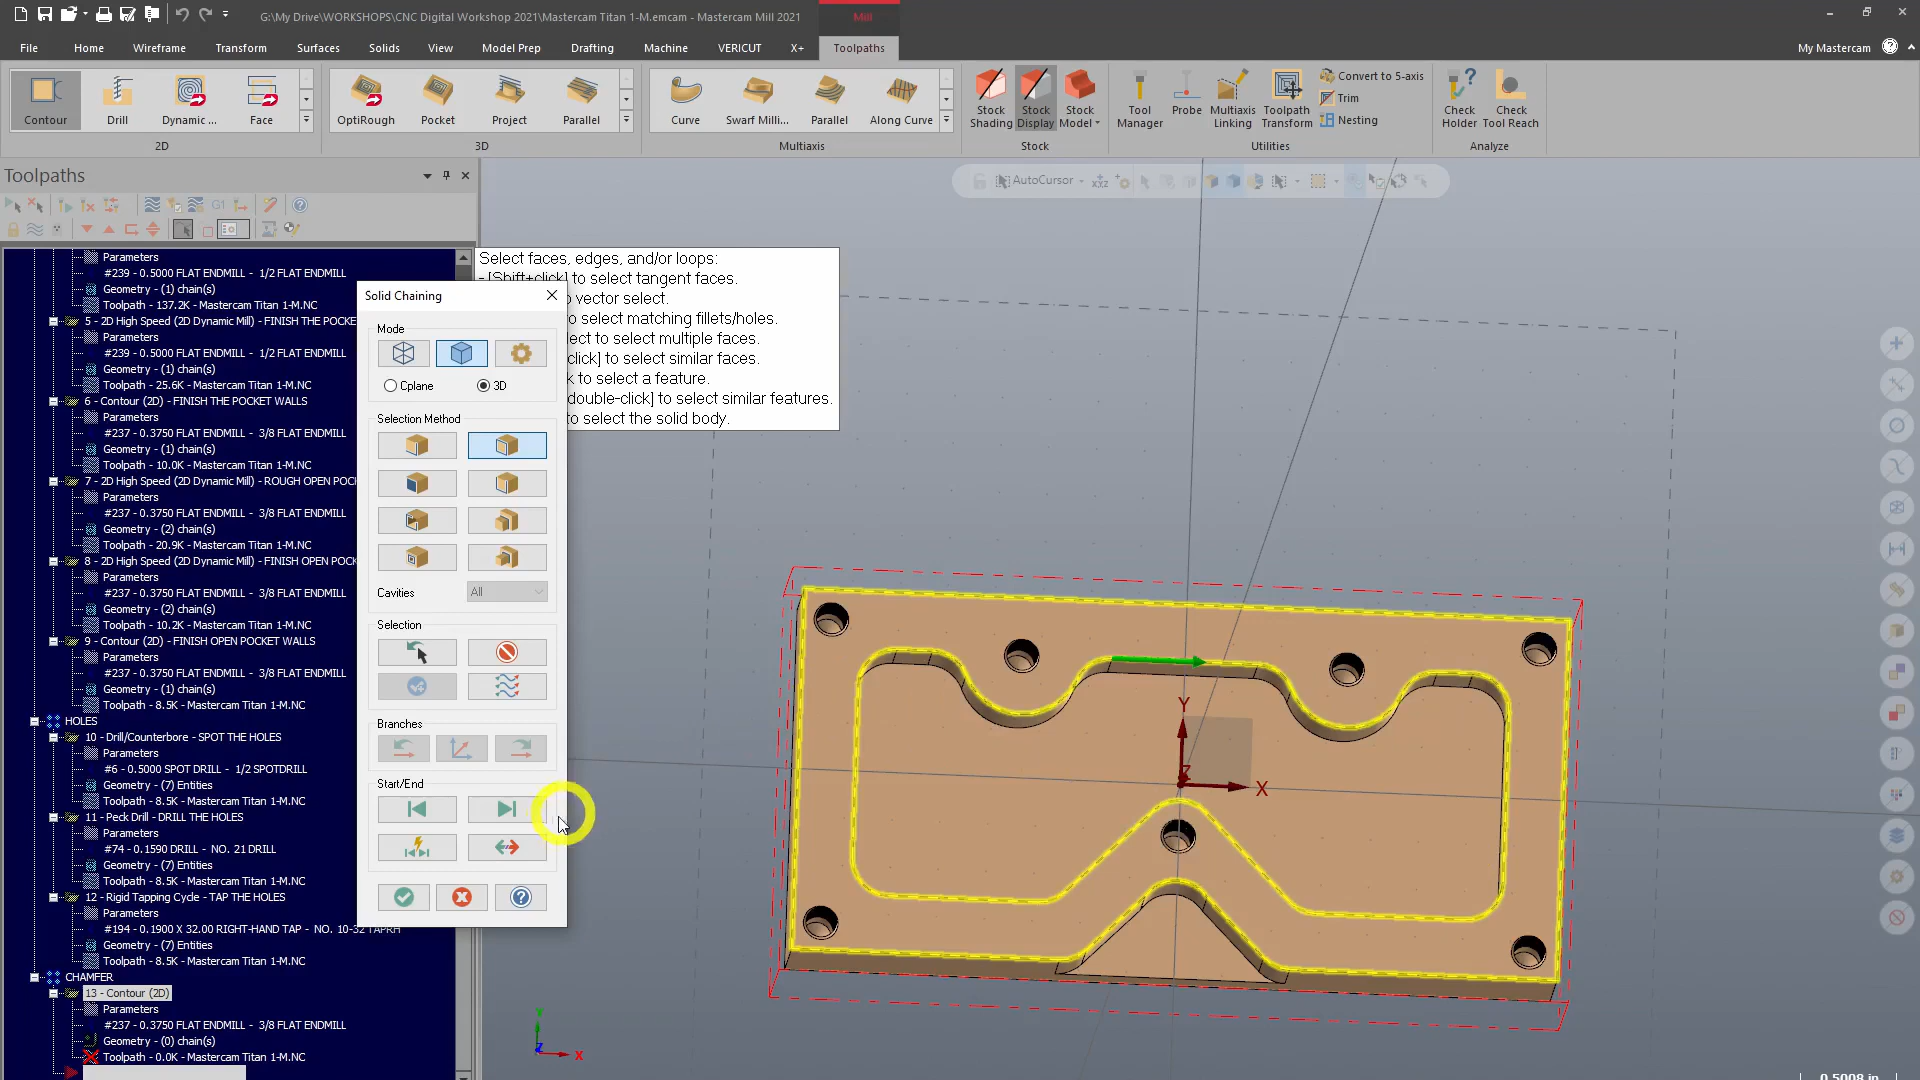 G:\My Drive\WORKSHOPS\CNC Digital Workshop 2021\Mastercam Titan 1-M.emcam - Mastercam Mill 2021
Mill
File Home Wireframe Transform Surfaces Solids View Model Prep Drafting Machine VERICUT X+ Toolpaths
My Mastercam
Contour Drill Dynamic ... Face
2D
OptiRough Pocket Project Parallel
3D
Curve Swarf Milli... Parallel Along Curve
Multiaxis
Stock Shading
Stock Display
Stock Model
Stock
Tool Manager
Probe
Multiaxis Linking
Toolpath Transform
Convert to 5-axis
Trim
Nesting
Utilities
Check Holder
Check Tool Reach
Analyze
Toolpaths
G1
AutoCursor
XYZ
Parameters
#239 - 0.5000 FLAT ENDMILL - 1/2 FLAT ENDMILL
Geometry - (1) chain(s)
Toolpath - 137.2K - Mastercam Titan 1-M.NC
5 - 2D High Speed (2D Dynamic Mill) - FINISH THE POCKE
Parameters
#239 - 0.5000 FLAT ENDMILL - 1/2 FLAT ENDMILL
Geometry - (1) chain(s)
Toolpath - 25.6K - Mastercam Titan 1-M.NC
6 - Contour (2D) - FINISH THE POCKET WALLS
Parameters
#237 - 0.3750 FLAT ENDMILL - 3/8 FLAT ENDMILL
Geometry - (1) chain(s)
Toolpath - 10.0K - Mastercam Titan 1-M.NC
7 - 2D High Speed (2D Dynamic Mill) - ROUGH OPEN POC
Parameters
#237 - 0.3750 FLAT ENDMILL - 3/8 FLAT ENDMILL
Geometry - (2) chain(s)
Toolpath - 20.9K - Mastercam Titan 1-M.NC
8 - 2D High Speed (2D Dynamic Mill) - FINISH OPEN POC
Parameters
#237 - 0.3750 FLAT ENDMILL - 3/8 FLAT ENDMILL
Geometry - (2) chain(s)
Toolpath - 10.2K - Mastercam Titan 1-M.NC
9 - Contour (2D) - FINISH OPEN POCKET WALLS
Parameters
#237 - 0.3750 FLAT ENDMILL - 3/8 FLAT ENDMILL
Geometry - (1) chain(s)
Toolpath - 8.5K - Mastercam Titan 1-M.NC
HOLES
10 - Drill/Counterbore - SPOT THE HOLES
Parameters
#6 - 0.5000 SPOT DRILL - 1/2 SPOTDRILL
Geometry - (7) Entities
Toolpath - 8.5K - Mastercam Titan 1-M.NC
11 - Peck Drill - DRILL THE HOLES
Parameters
#74 - 0.1590 DRILL - NO. 21 DRILL
Geometry - (7) Entities
Toolpath - 8.5K - Mastercam Titan 1-M.NC
12 - Rigid Tapping Cycle - TAP THE HOLES
Parameters
#194 - 0.1900 X 32.00 RIGHT-HAND TAP - NO. 10-32 TAPRH
Geometry - (7) Entities
Toolpath - 8.5K - Mastercam Titan 1-M.NC
CHAMFER
13 - Contour (2D)
Parameters
#237 - 0.3750 FLAT ENDMILL - 3/8 FLAT ENDMILL
Geometry - (0) chain(s)
Toolpath - 0.0K - Mastercam Titan 1-M.NC
Solid Chaining
Mode
Cplane 3D
Selection Method
Cavities All
Selection
Branches
Start/End
Select faces, edges, and/or loops:
- [Shift+click] to select tangent faces.
o vector select.
o select matching fillets/holes.
ect to select multiple faces.
click] to select similar faces.
k to select a feature.
double-click] to select similar features.
o select the solid body.
Y
Z
X
Y
Z
X
0.5008 in